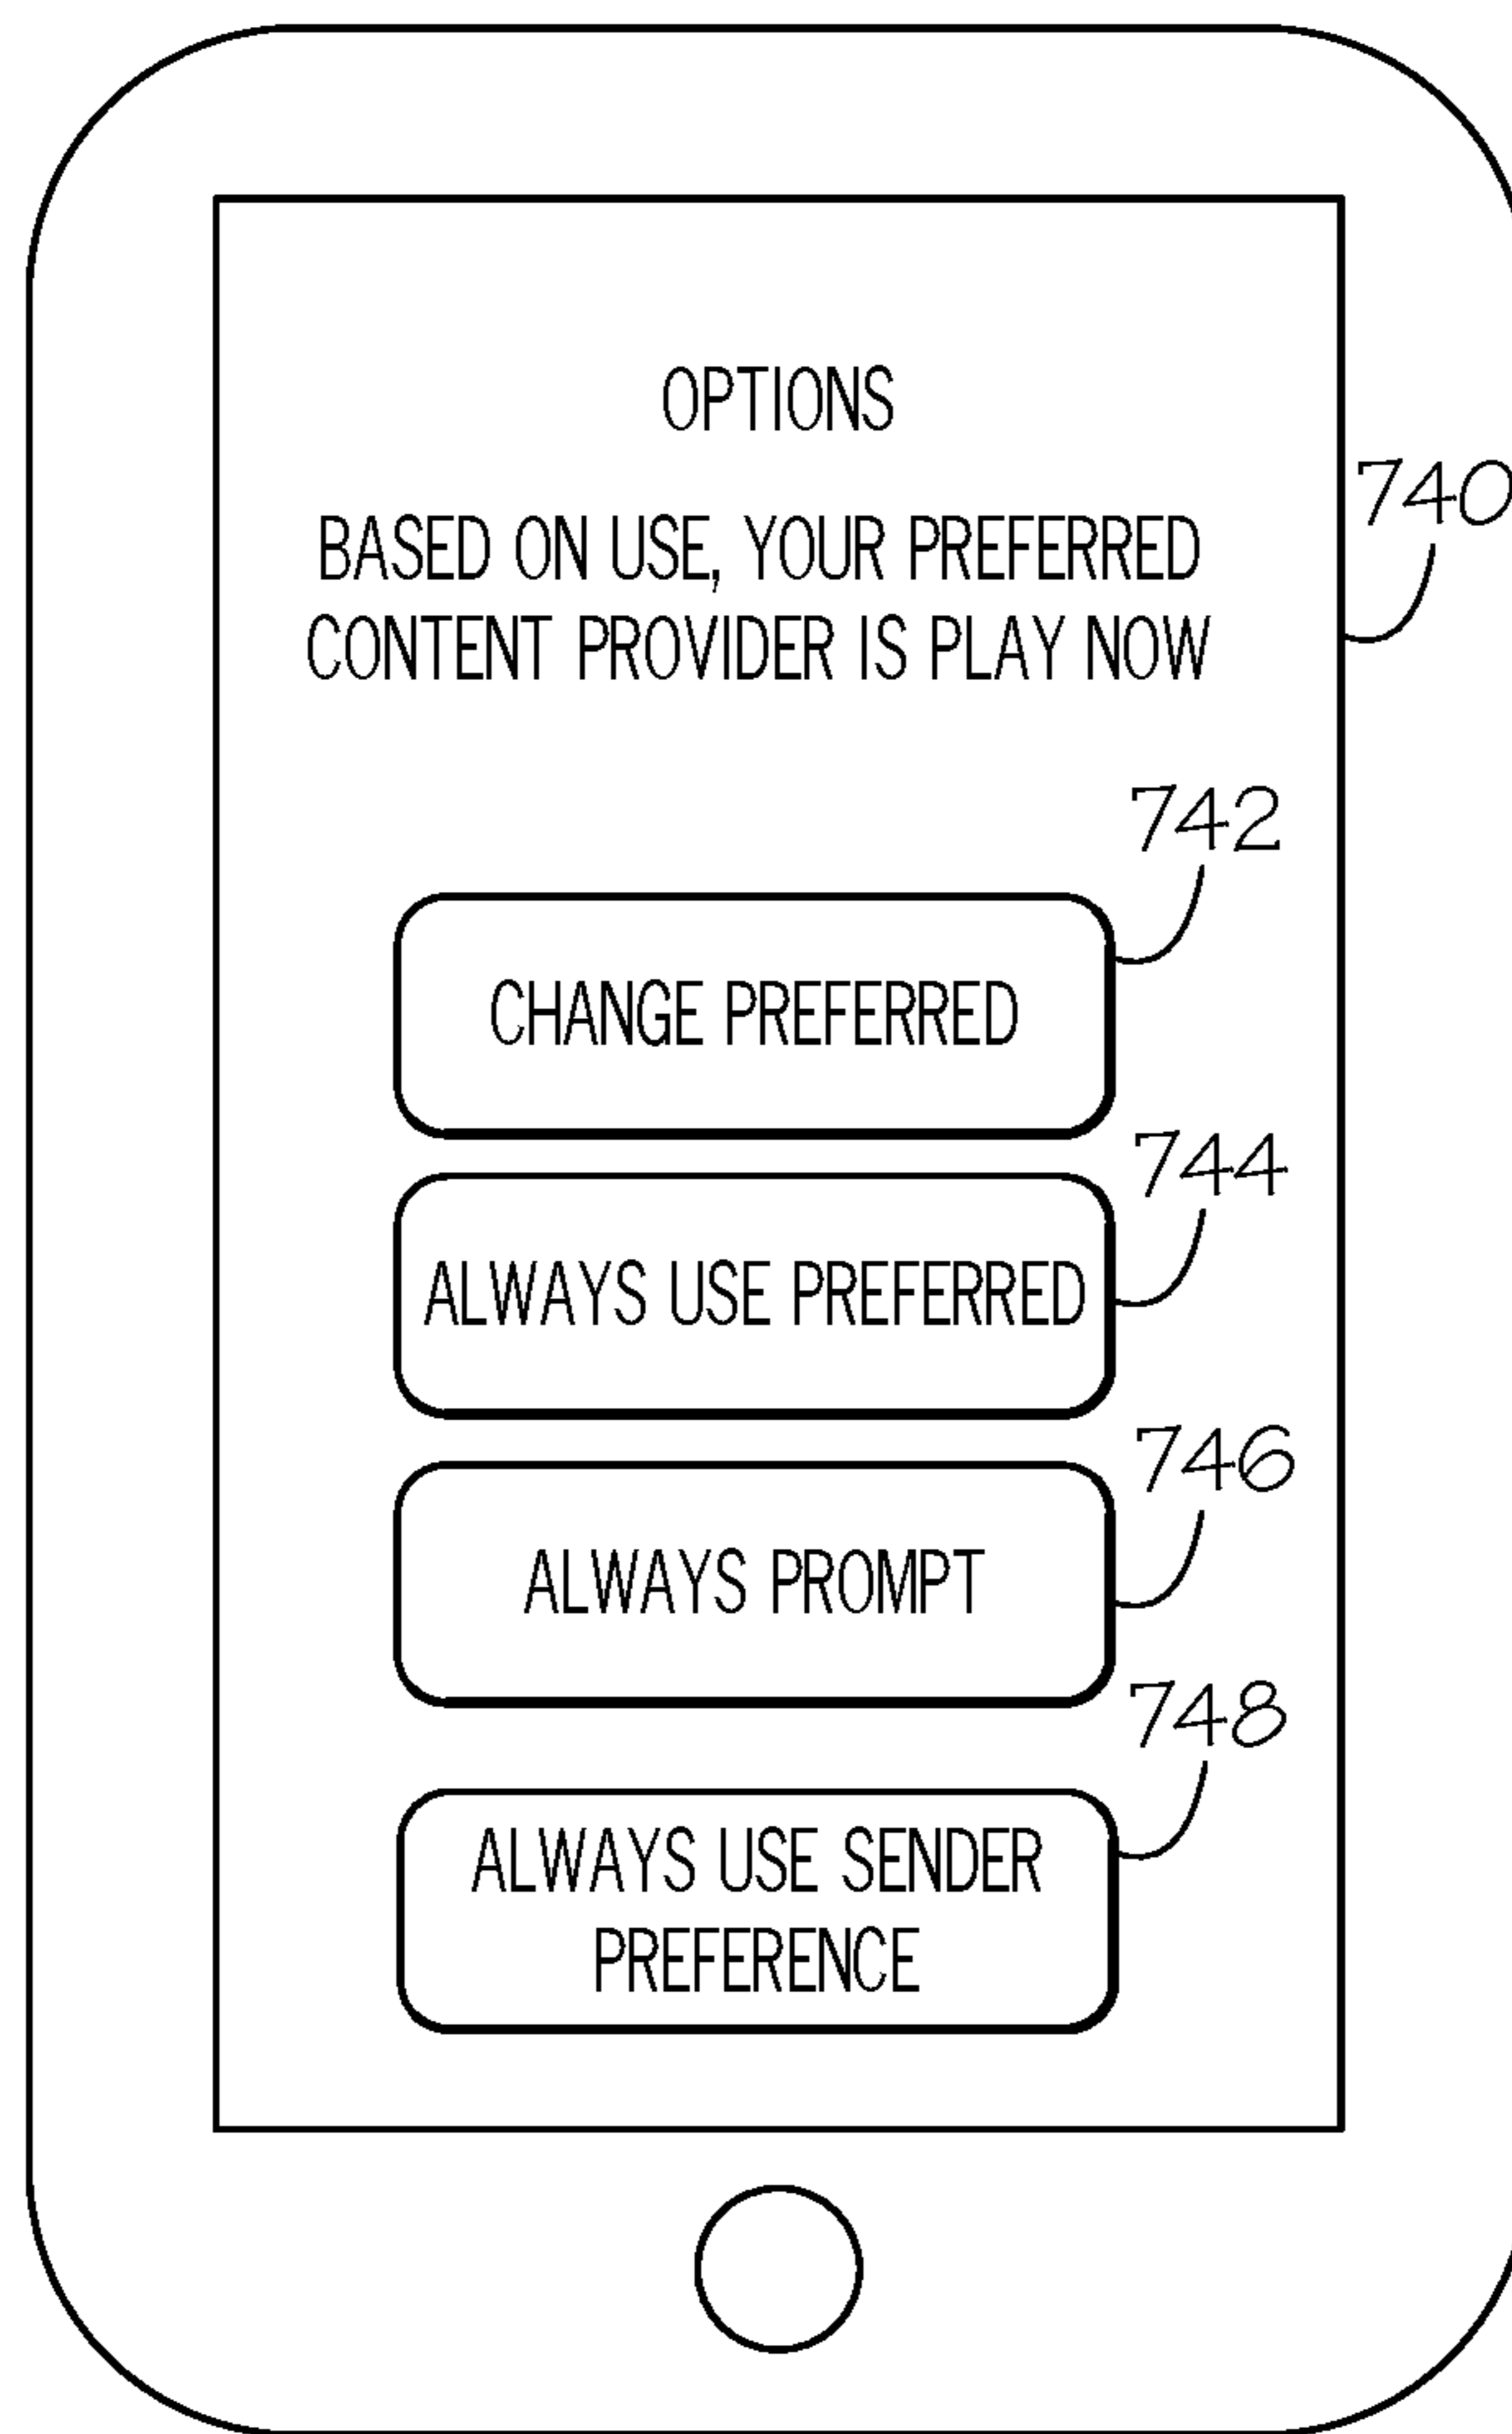 OPTIONS
BASED ON USE, YOUR PREFERRED
CONTENT PROVIDER IS PLAY NOW
740
742
CHANGE PREFERRED
744
ALWAYS USE PREFERRED
746
ALWAYS PROMPT
748
ALWAYS USE SENDER
PREFERENCE